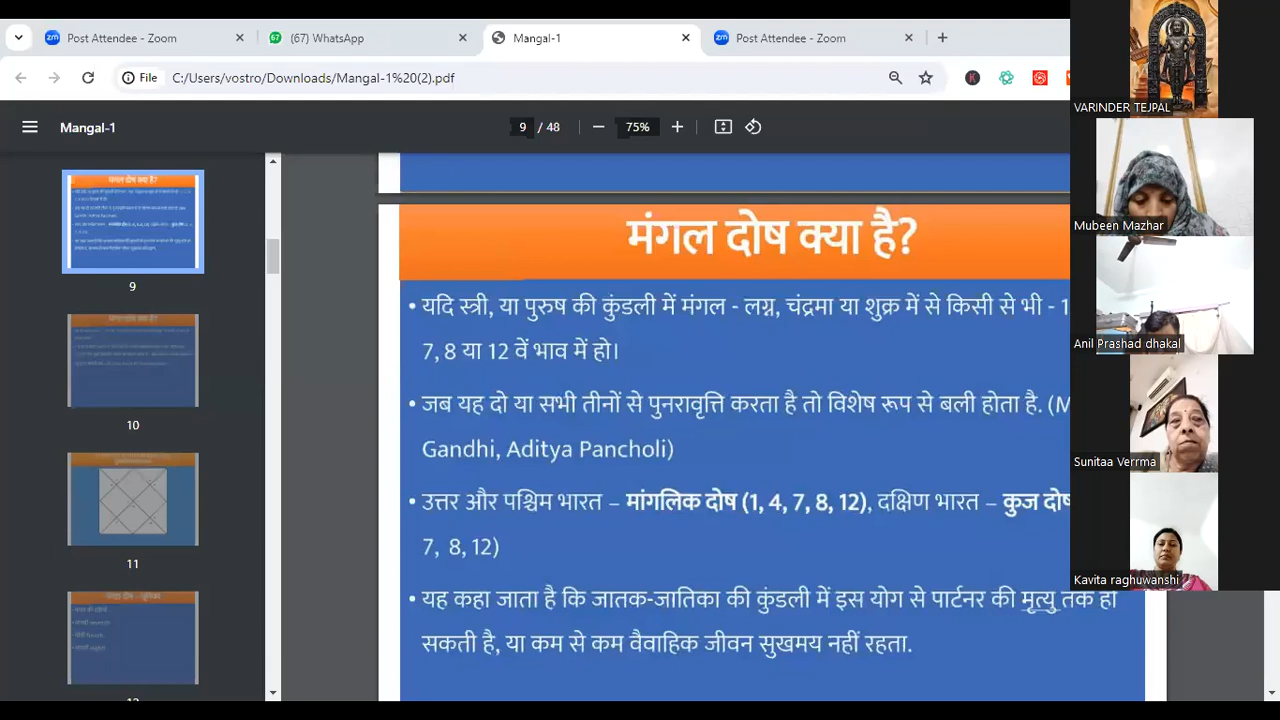 Post Attendee - Zoom
(67) WhatsApp
Mangal-1
Post Attendee - Zoom
File
C:/Users/vostro/Downloads/Mangal-1%20(2).pdf
Mangal-1
9 / 48
75%
VARINDER TEJPAL
Mubeen Mazhar
Anil Prashad dhakal
Sunitaa Verrma
Kavita raghuwanshi
9
10
11
मंगल दोष क्या है?
• यदि स्त्री, या पुरुष की कुंडली में मंगल - लग्न, चंद्रमा या शुक्र में से किसी से भी - 1
7, 8 या 12 वें भाव में हो।
• जब यह दो या सभी तीनों से पुनरावृत्ति करता है तो विशेष रूप से बली होता है. (M
Gandhi, Aditya Pancholi)
• उत्तर और पश्चिम भारत – मांगलिक दोष (1, 4, 7, 8, 12), दक्षिण भारत – कुज दोष
7, 8, 12)
• यह कहा जाता है कि जातक-जातिका की कुंडली में इस योग से पार्टनर की मृत्यु तक हो
सकती है, या कम से कम वैवाहिक जीवन सुखमय नहीं रहता.